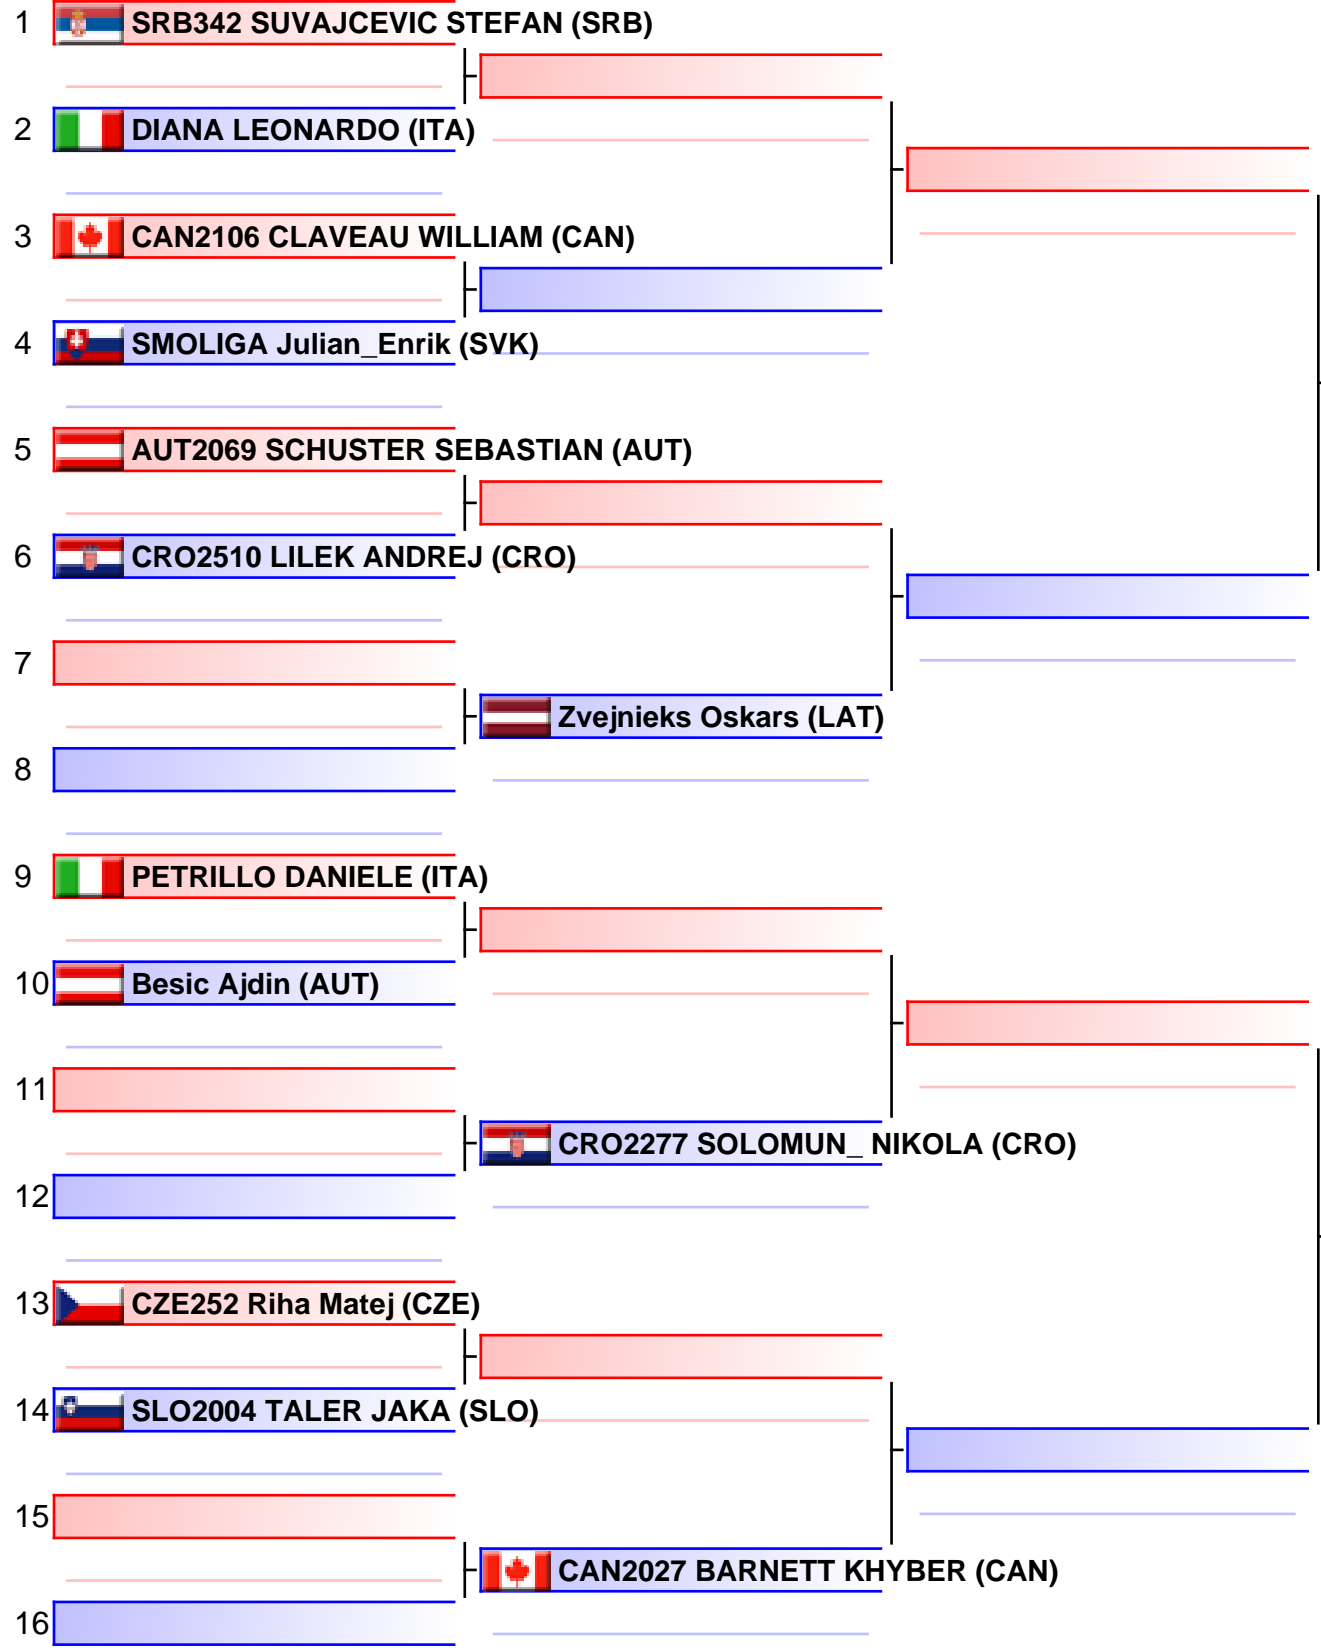 1 SRB342 SUVAJCEVIC STEFAN (SRB)
2 DIANA LEONARDO (ITA)
3 CAN2106 CLAVEAU WILLIAM (CAN)
4 SMOLIGA Julian_Enrik (SVK)
5 AUT2069 SCHUSTER SEBASTIAN (AUT)
6 CRO2510 LILEK ANDREJ (CRO)
7
Zvejnieks Oskars (LAT)
8
9 PETRILLO DANIELE (ITA)
10 Besic Ajdin (AUT)
11
CRO2277 SOLOMUN_ NIKOLA (CRO)
12
13 CZE252 Riha Matej (CZE)
14 SLO2004 TALER JAKA (SLO)
15
CAN2027 BARNETT KHYBER (CAN)
16